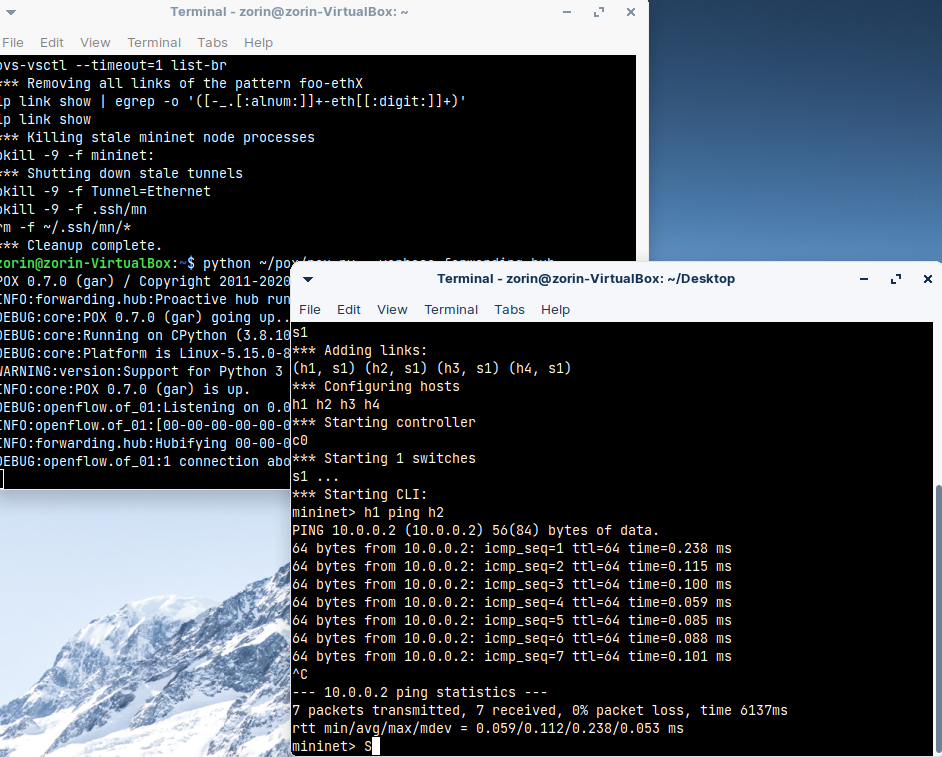 Terminal - zorin@zorin-VirtualBox: ~
File Edit View Terminal Tabs Help
ovs-vsctl --timeout=1 list-br
*** Removing all links of the pattern foo-ethX
ip link show | egrep -o '([-_.[:alnum:]]+-eth[[:digit:]]+)'
ip link show
*** Killing stale mininet node processes
pkill -9 -f mininet:
*** Shutting down stale tunnels
pkill -9 -f Tunnel=Ethernet
pkill -9 -f .ssh/mn
rm -f ~/.ssh/mn/*
*** Cleanup complete.
zorin@zorin-VirtualBox:~$ python ~/pox/pox.py --verbose forwarding.hub
POX 0.7.0 (gar) / Copyright 2011-2020
INFO:forwarding.hub:Proactive hub run
DEBUG:core:POX 0.7.0 (gar) going up..
DEBUG:core:Running on CPython (3.8.10
DEBUG:core:Platform is Linux-5.15.0-8
WARNING:version:Support for Python 3
INFO:core:POX 0.7.0 (gar) is up.
DEBUG:openflow.of_01:Listening on 0.0
INFO:openflow.of_01:[00-00-00-00-00-0
INFO:forwarding.hub:Hubifying 00-00-0
DEBUG:openflow.of_01:1 connection abo
Terminal - zorin@zorin-VirtualBox: ~/Desktop
File Edit View Terminal Tabs Help
s1
*** Adding links:
(h1, s1) (h2, s1) (h3, s1) (h4, s1)
*** Configuring hosts
h1 h2 h3 h4
*** Starting controller
c0
*** Starting 1 switches
s1 ...
*** Starting CLI:
mininet> h1 ping h2
PING 10.0.0.2 (10.0.0.2) 56(84) bytes of data.
64 bytes from 10.0.0.2: icmp_seq=1 ttl=64 time=0.238 ms
64 bytes from 10.0.0.2: icmp_seq=2 ttl=64 time=0.115 ms
64 bytes from 10.0.0.2: icmp_seq=3 ttl=64 time=0.100 ms
64 bytes from 10.0.0.2: icmp_seq=4 ttl=64 time=0.059 ms
64 bytes from 10.0.0.2: icmp_seq=5 ttl=64 time=0.085 ms
64 bytes from 10.0.0.2: icmp_seq=6 ttl=64 time=0.088 ms
64 bytes from 10.0.0.2: icmp_seq=7 ttl=64 time=0.101 ms
^C
--- 10.0.0.2 ping statistics ---
7 packets transmitted, 7 received, 0% packet loss, time 6137ms
rtt min/avg/max/mdev = 0.059/0.112/0.238/0.053 ms
mininet> S